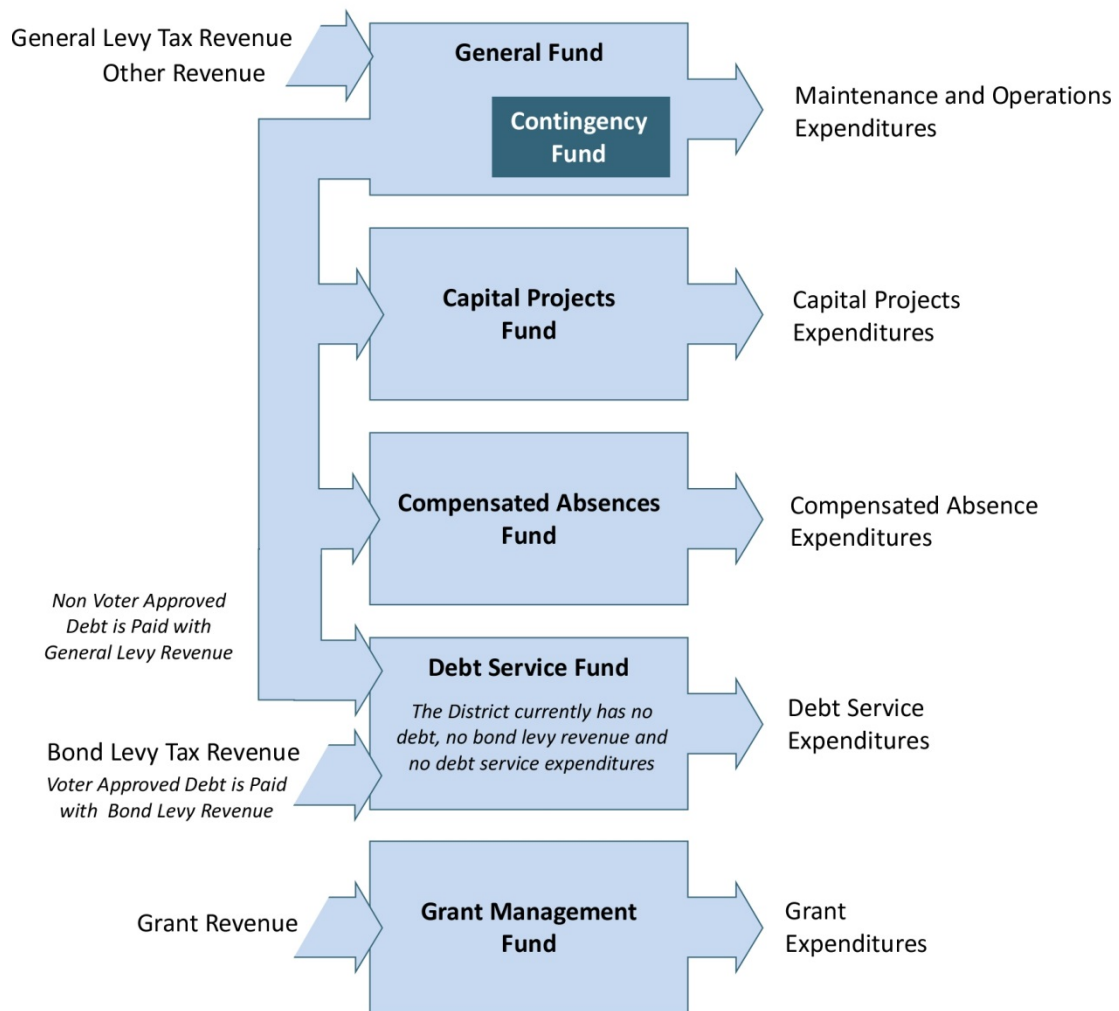 General Levy Tax Revenue
Other Revenue
General Fund
Contingency
Fund
Maintenance and Operations
Expenditures
Capital Projects
Fund
Capital Projects
Expenditures
Compensated Absences
Fund
Compensated Absence
Expenditures
Non Voter Approved
Debt is Paid with
General Levy Revenue
Debt Service Fund
The District currently has no
debt, no bond levy revenue and
no debt service expenditures
Debt Service
Expenditures
Bond Levy Tax Revenue
Voter Approved Debt is Paid
with Bond Levy Revenue
Grant Revenue
Grant Management
Fund
Grant
Expenditures